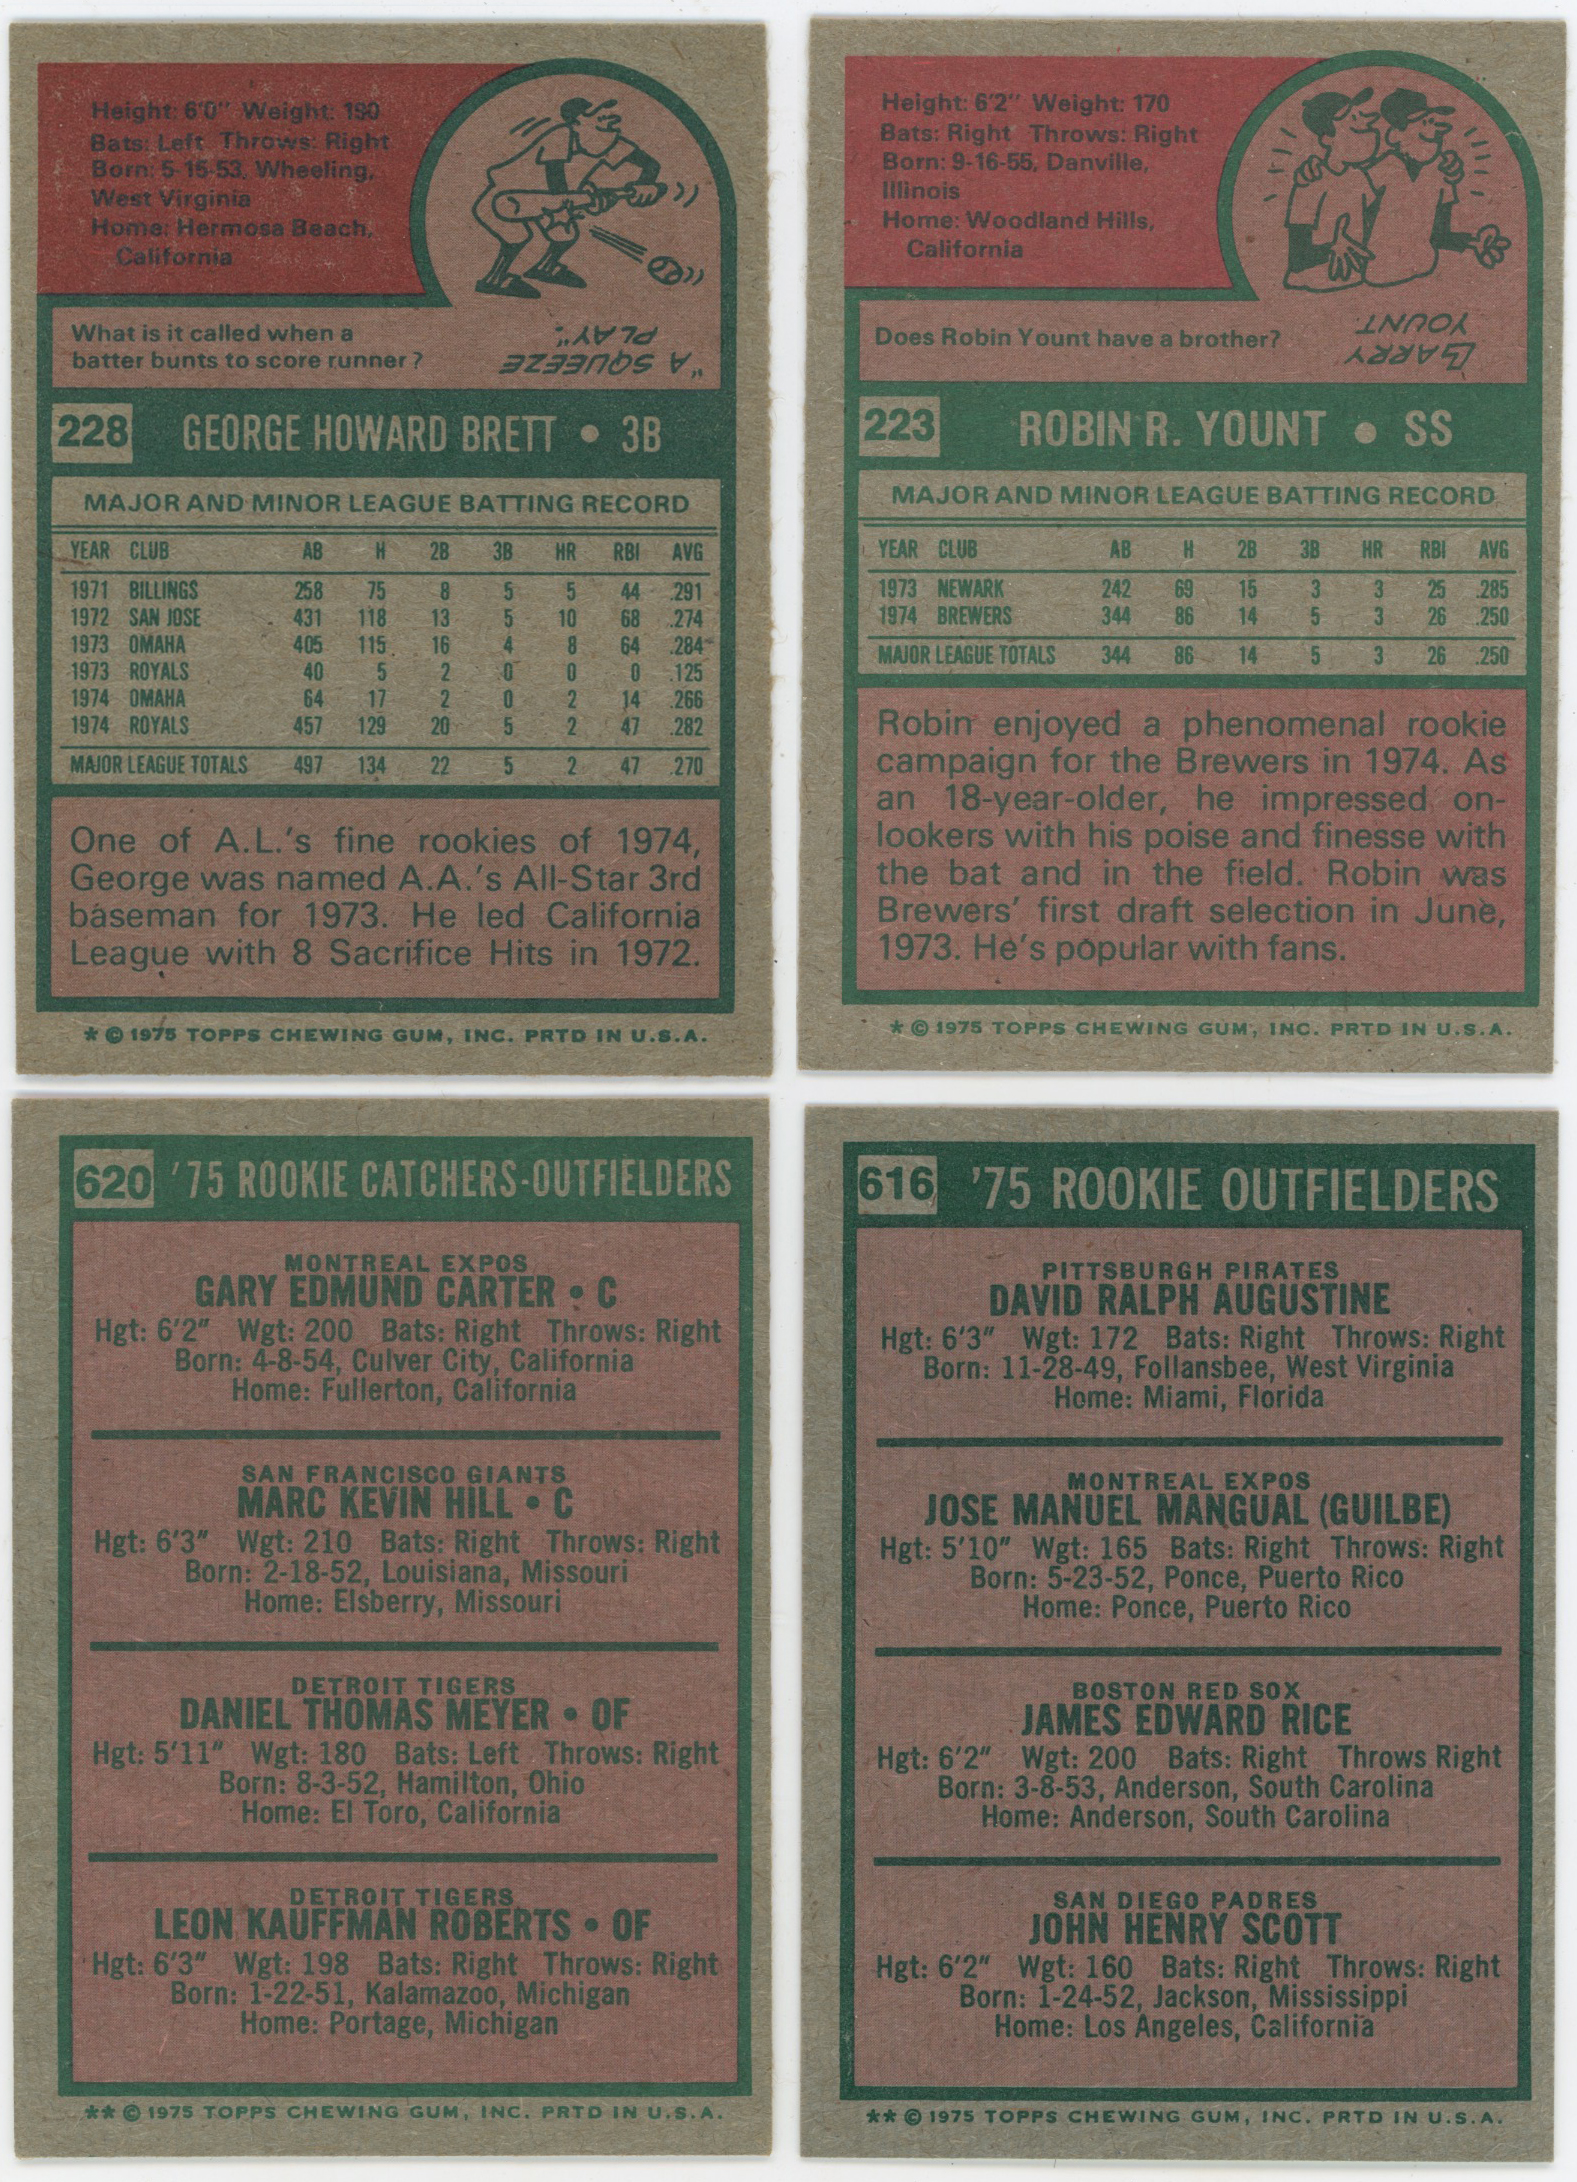 Height: 6'0" Weight: 190
Bats: Left Throws: Right
Born: 5-15-53, Wheeling,
West Virginia
Home: Hermosa Beach,
California
What is it called when a
batter bunts to score runner?
"A SQUEEZE
PLAY."
228 GEORGE HOWARD BRETT • 3B
MAJOR AND MINOR LEAGUE BATTING RECORD
YEAR CLUB AB H 2B 3B HR RBI AVG
1971 BILLINGS 258 75 8 5 5 44 .291
1972 SAN JOSE 431 118 13 5 10 68 .274
1973 OMAHA 405 115 16 4 8 64 .284
1973 ROYALS 40 5 2 0 0 0 .125
1974 OMAHA 64 17 2 0 2 14 .266
1974 ROYALS 457 129 20 5 2 47 .282
MAJOR LEAGUE TOTALS 497 134 22 5 2 47 .270
One of A.L.'s fine rookies of 1974,
George was named A.A.'s All-Star 3rd
baseman for 1973. He led California
League with 8 Sacrifice Hits in 1972.
* © 1975 TOPPS CHEWING GUM, INC. PRTD IN U.S.A.
Height: 6'2" Weight: 170
Bats: Right Throws: Right
Born: 9-16-55, Danville,
Illinois
Home: Woodland Hills,
California
Does Robin Yount have a brother?
LARRY
YOUNT.
223 ROBIN R. YOUNT • SS
MAJOR AND MINOR LEAGUE BATTING RECORD
YEAR CLUB AB H 2B 3B HR RBI AVG
1973 NEWARK 242 69 15 3 3 25 .285
1974 BREWERS 344 86 14 5 3 26 .250
MAJOR LEAGUE TOTALS 344 86 14 5 3 26 .250
Robin enjoyed a phenomenal rookie
campaign for the Brewers in 1974. As
an 18-year-older, he impressed on-
lookers with his poise and finesse with
the bat and in the field. Robin was
Brewers' first draft selection in June,
1973. He's popular with fans.
* © 1975 TOPPS CHEWING GUM, INC. PRTD IN U.S.A.
620 '75 ROOKIE CATCHERS-OUTFIELDERS
MONTREAL EXPOS
GARY EDMUND CARTER • C
Hgt: 6'2" Wgt: 200 Bats: Right Throws: Right
Born: 4-8-54, Culver City, California
Home: Fullerton, California
SAN FRANCISCO GIANTS
MARC KEVIN HILL • C
Hgt: 6'3" Wgt: 210 Bats: Right Throws: Right
Born: 2-18-52, Louisiana, Missouri
Home: Elsberry, Missouri
DETROIT TIGERS
DANIEL THOMAS MEYER • OF
Hgt: 5'11" Wgt: 180 Bats: Left Throws: Right
Born: 8-3-52, Hamilton, Ohio
Home: El Toro, California
DETROIT TIGERS
LEON KAUFFMAN ROBERTS • OF
Hgt: 6'3" Wgt: 198 Bats: Right Throws: Right
Born: 1-22-51, Kalamazoo, Michigan
Home: Portage, Michigan
** © 1975 TOPPS CHEWING GUM, INC. PRTD IN U.S.A.
616 '75 ROOKIE OUTFIELDERS
PITTSBURGH PIRATES
DAVID RALPH AUGUSTINE
Hgt: 6'3" Wgt: 172 Bats: Right Throws: Right
Born: 11-28-49, Follansbee, West Virginia
Home: Miami, Florida
MONTREAL EXPOS
JOSE MANUEL MANGUAL (GUILBE)
Hgt: 5'10" Wgt: 165 Bats: Right Throws: Right
Born: 5-23-52, Ponce, Puerto Rico
Home: Ponce, Puerto Rico
BOSTON RED SOX
JAMES EDWARD RICE
Hgt: 6'2" Wgt: 200 Bats: Right Throws Right
Born: 3-8-53, Anderson, South Carolina
Home: Anderson, South Carolina
SAN DIEGO PADRES
JOHN HENRY SCOTT
Hgt: 6'2" Wgt: 160 Bats: Right Throws: Right
Born: 1-24-52, Jackson, Mississippi
Home: Los Angeles, California
** © 1975 TOPPS CHEWING GUM, INC. PRTD IN U.S.A.